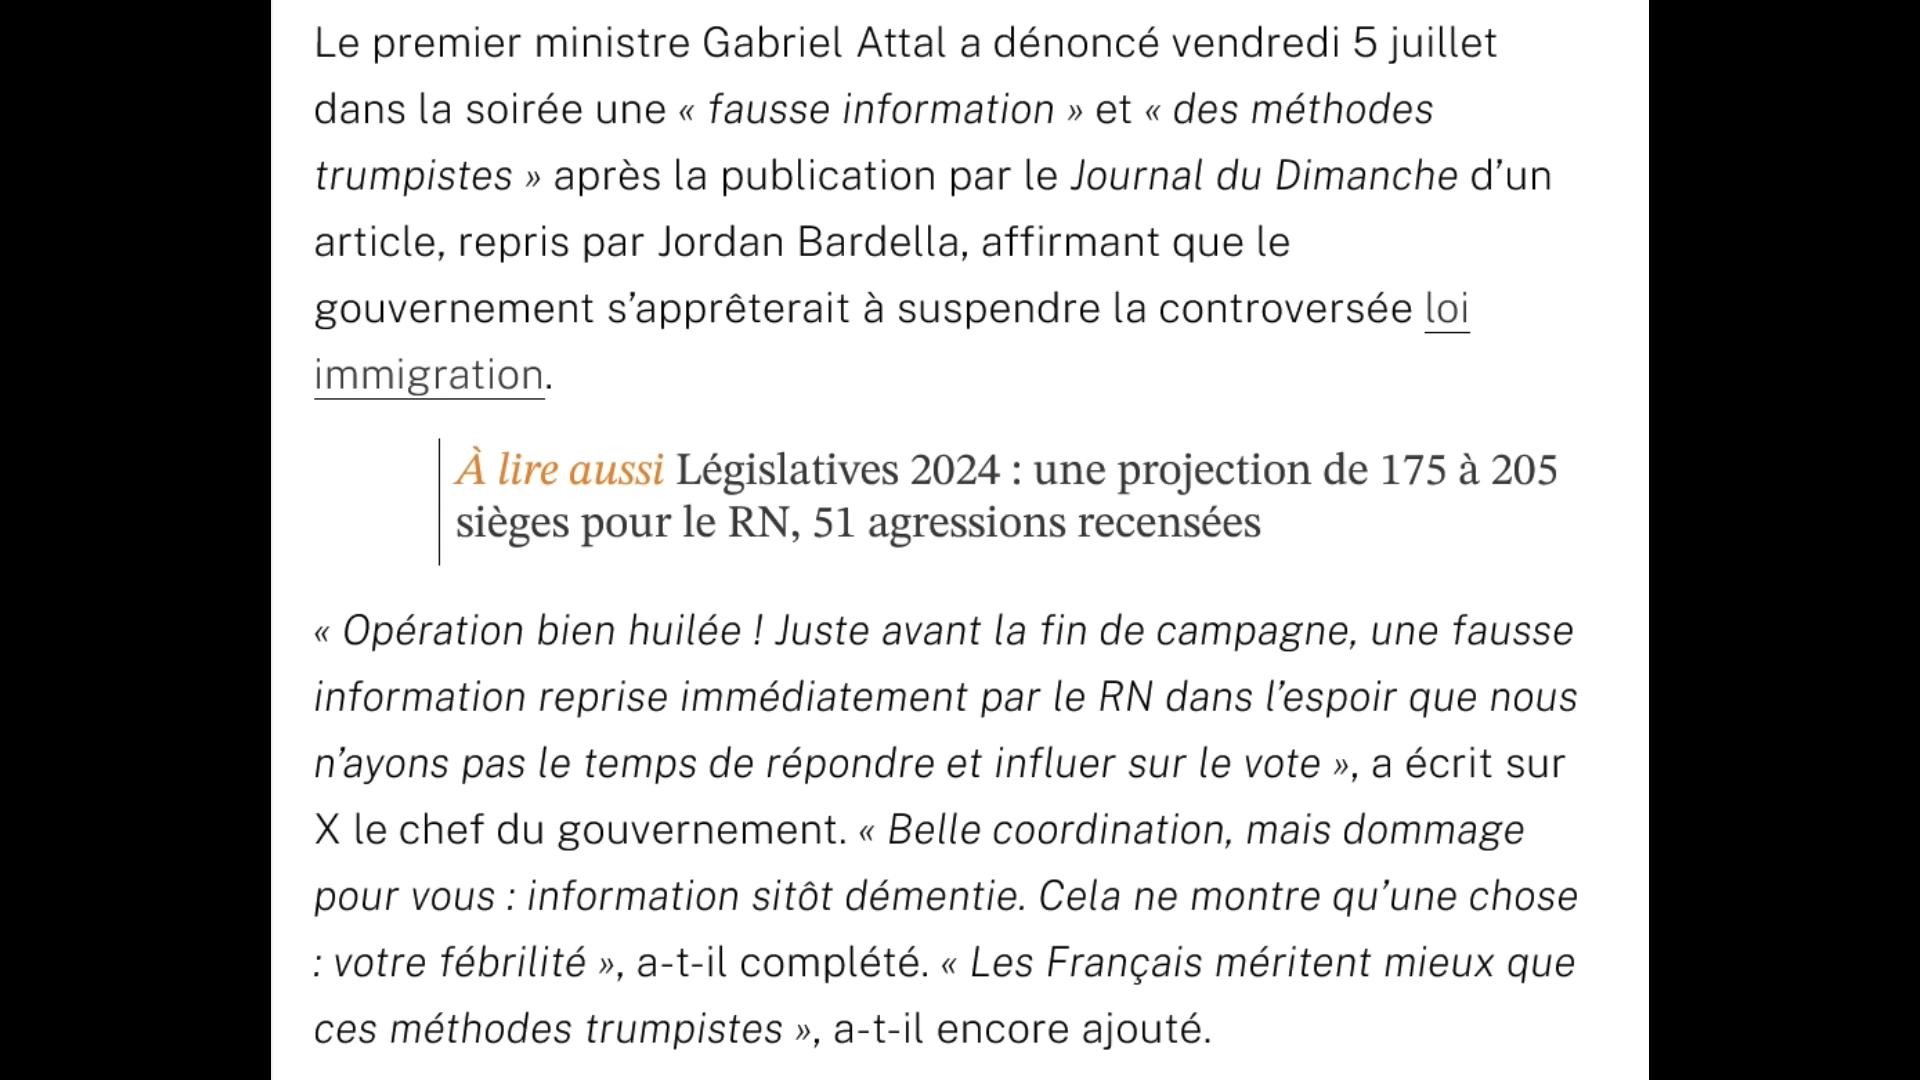 Le premier ministre Gabriel Attal a dénoncé vendredi 5 juillet
dans la soirée une « fausse information » et « des méthodes
trumpistes » après la publication par le Journal du Dimanche d’un
article, repris par Jordan Bardella, affirmant que le
gouvernement s’apprêterait à suspendre la controversée loi
immigration.
À lire aussi Législatives 2024 : une projection de 175 à 205
sièges pour le RN, 51 agressions recensées
« Opération bien huilée ! Juste avant la fin de campagne, une fausse
information reprise immédiatement par le RN dans l’espoir que nous
n’ayons pas le temps de répondre et influer sur le vote », a écrit sur
X le chef du gouvernement. « Belle coordination, mais dommage
pour vous : information sitôt démentie. Cela ne montre qu’une chose
: votre fébrilité », a-t-il complété. « Les Français méritent mieux que
ces méthodes trumpistes », a-t-il encore ajouté.